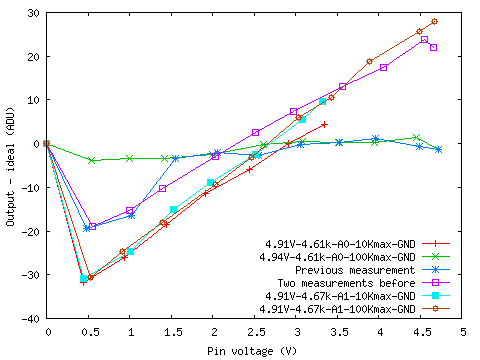 30
20
10
0
-10
-20
-30
-40
Output - ideal (ADU)
0 0.5 1 1.5 2 2.5 3 3.5 4 4.5 5
Pin voltage (V)
4.91V-4.61k-A0-10Kmax-GND
4.94V-4.61k-A0-100Kmax-GND
Previous measurement
Two measurements before
4.91V-4.67k-A1-10Kmax-GND
4.91V-4.67k-A1-100Kmax-GND